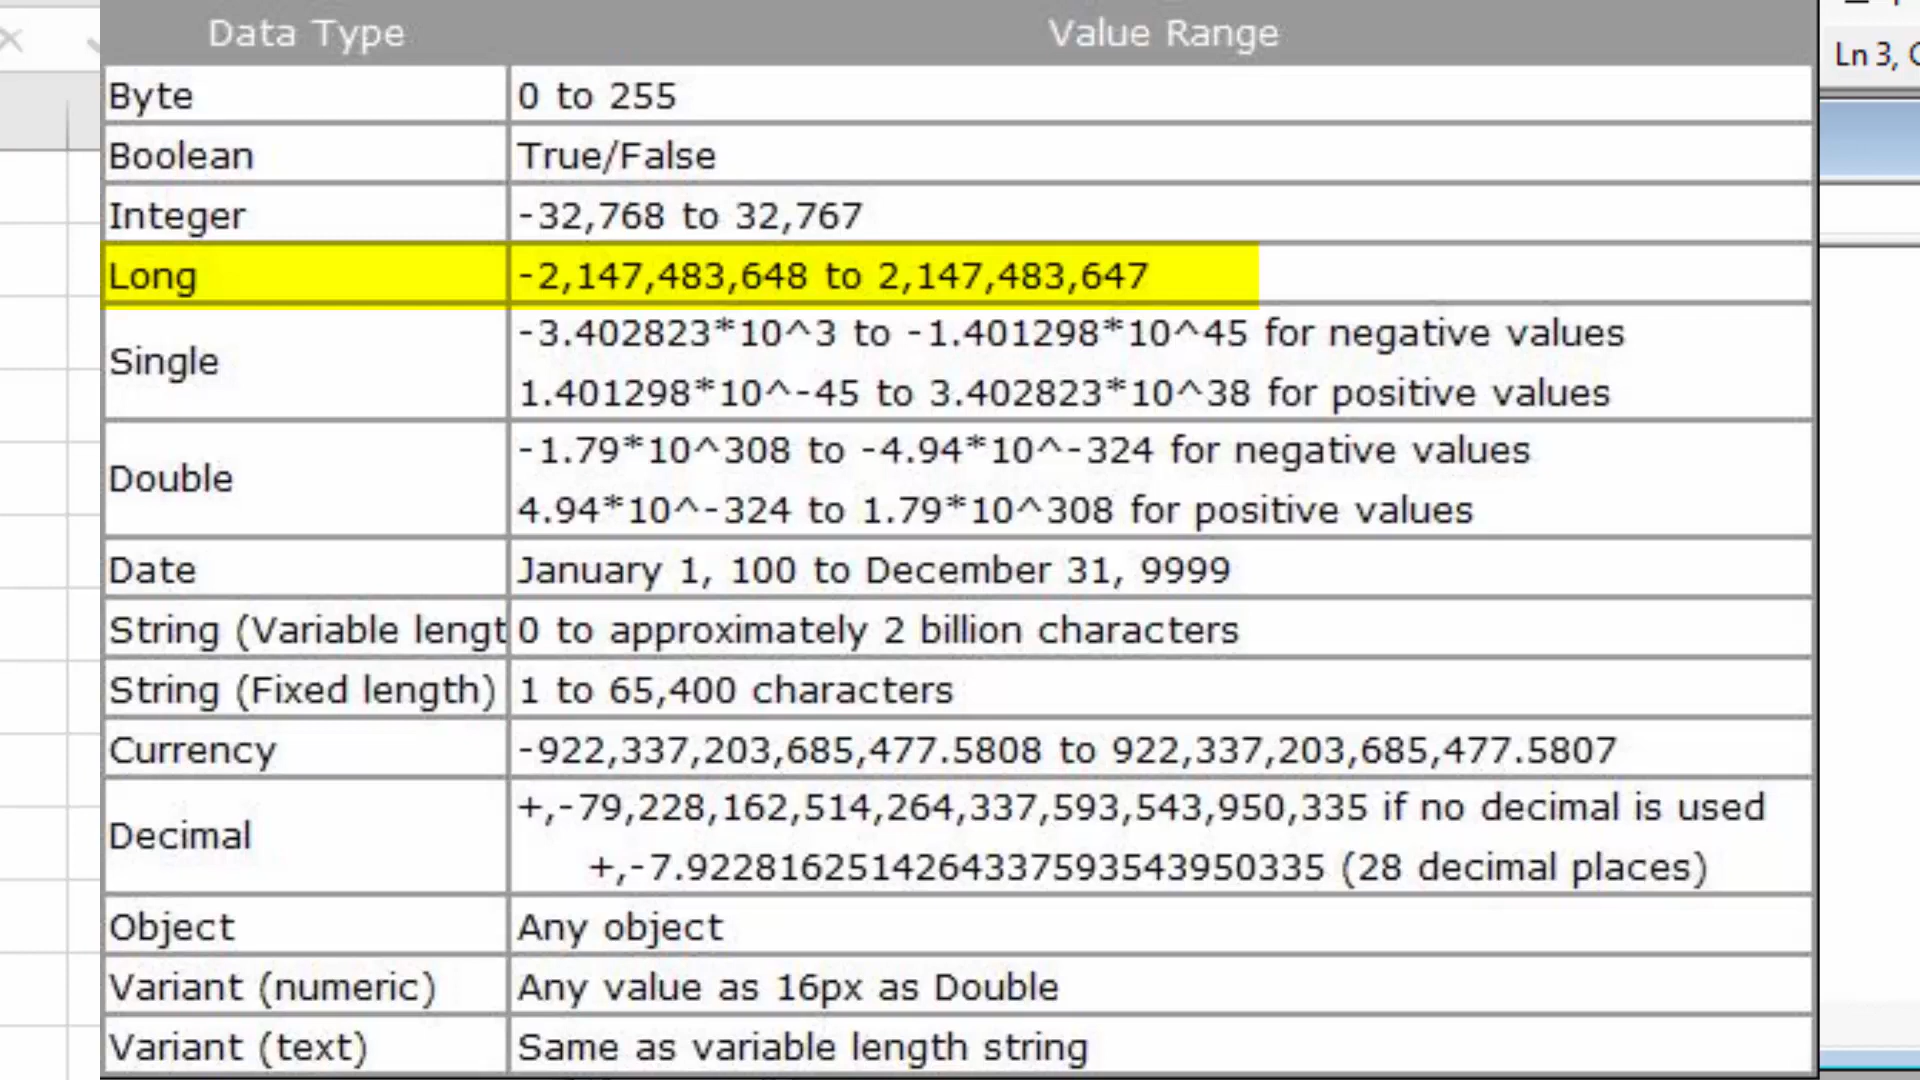 Data Type Value Range
Ln 3,
Byte 0 to 255
Boolean True/False
Integer -32,768 to 32,767
Long -2,147,483,648 to 2,147,483,647
Single
-3.402823*10^3 to -1.401298*10^45 for negative values
1.401298*10^-45 to 3.402823*10^38 for positive values
Double
-1.79*10^308 to -4.94*10^-324 for negative values
4.94*10^-324 to 1.79*10^308 for positive values
Date January 1, 100 to December 31, 9999
String (Variable lengt 0 to approximately 2 billion characters
String (Fixed length) 1 to 65,400 characters
Currency -922,337,203,685,477.5808 to 922,337,203,685,477.5807
Decimal
+,-79,228,162,514,264,337,593,543,950,335 if no decimal is used
+,-7.9228162514264337593543950335 (28 decimal places)
Object Any object
Variant (numeric) Any value as 16px as Double
Variant (text) Same as variable length string